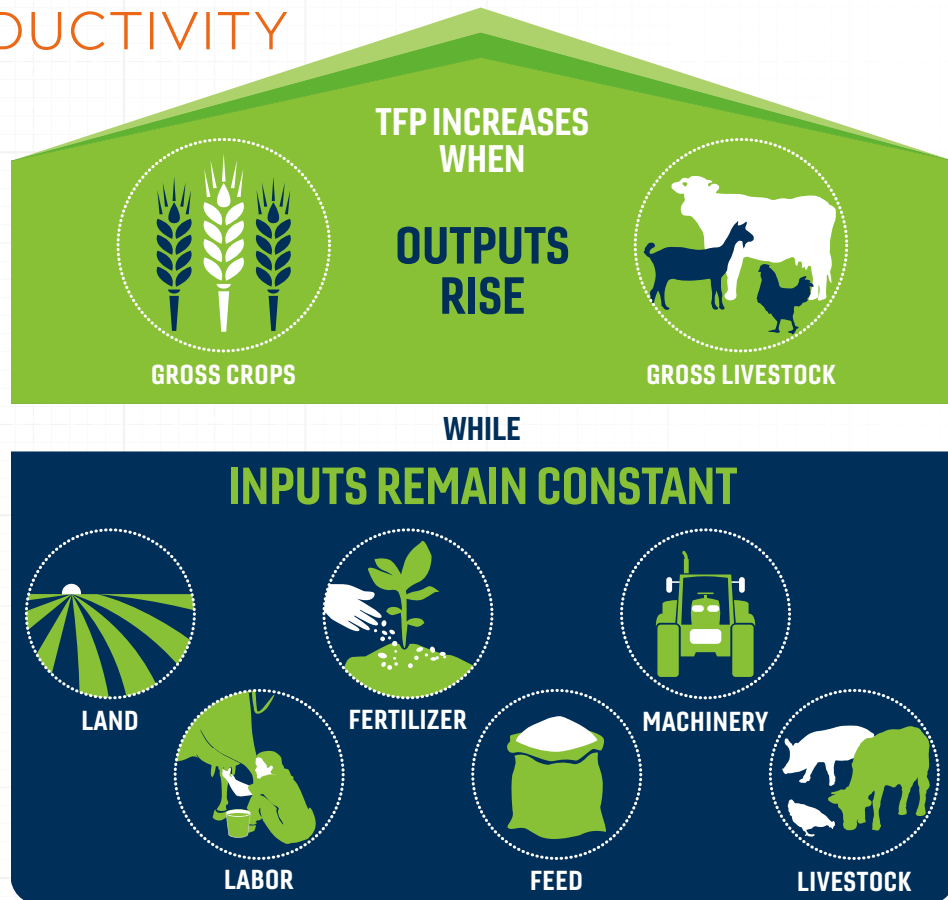 DUCTIVITY
TFP INCREASES
WHEN
OUTPUTS
RISE
GROSS CROPS
GROSS LIVESTOCK
WHILE
INPUTS REMAIN CONSTANT
LAND
FERTILIZER
MACHINERY
LABOR
FEED
LIVESTOCK